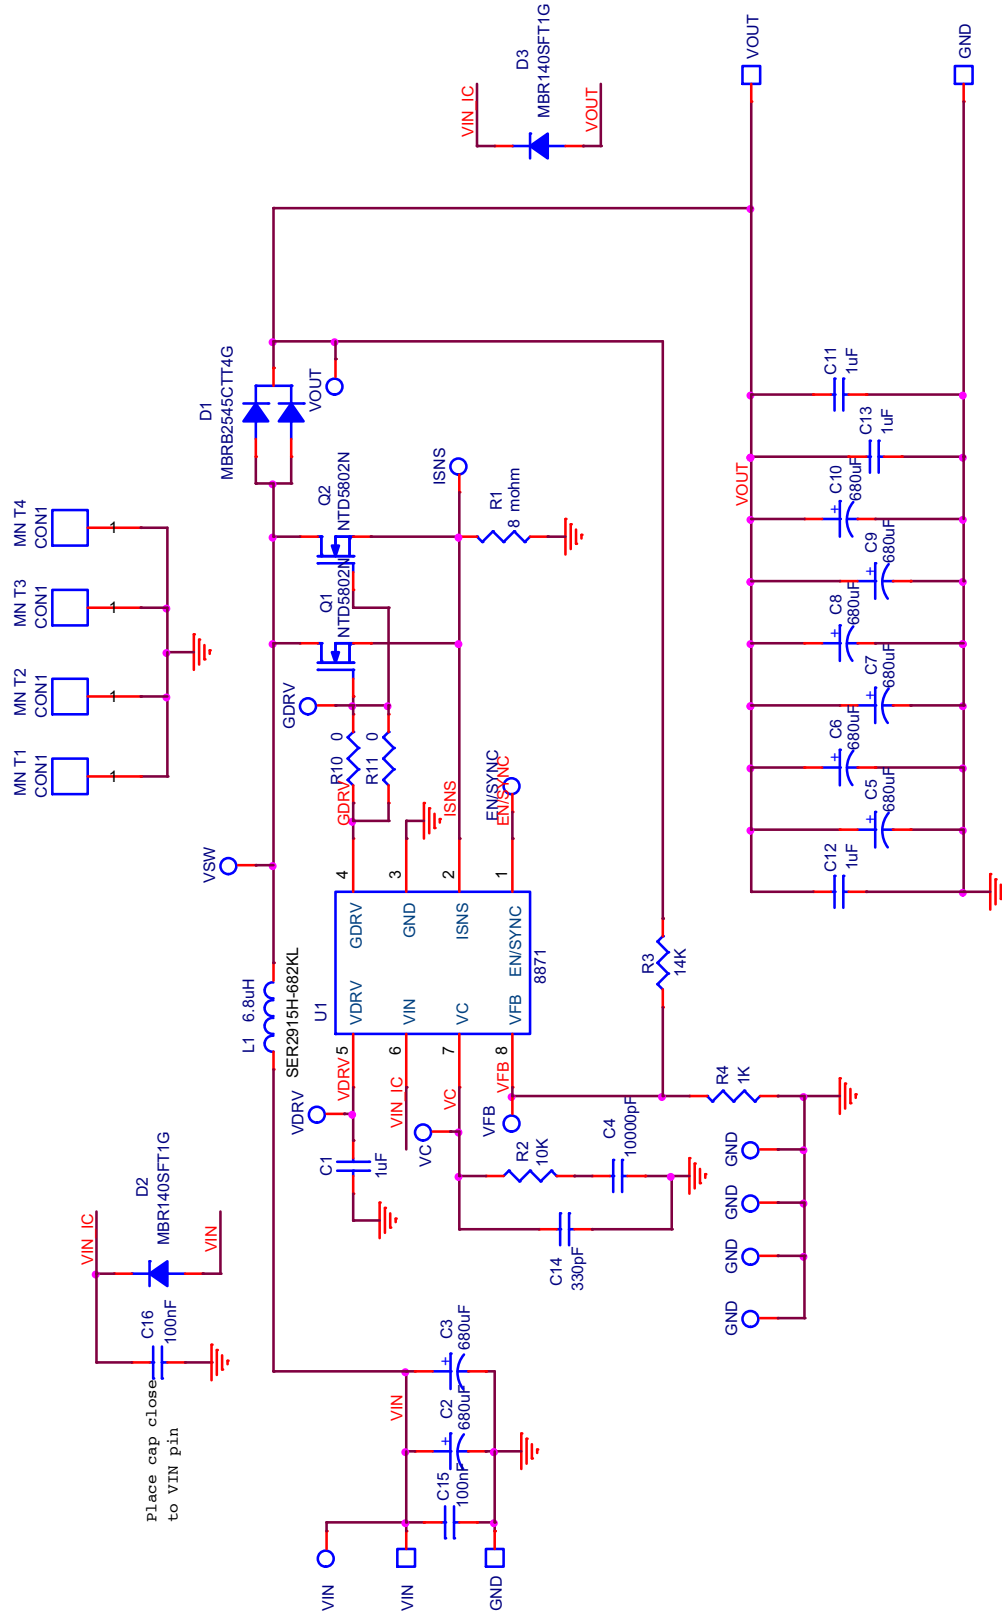 MN T1
CON1
1
MN T2
CON1
1
MN T3
CON1
1
MN T4
CON1
1
D3
MBR140SFT1G
VIN_IC
VOUT
D2
MBR140SFT1G
VIN_IC
VIN
C16
100nF
Place cap close
to VIN pin
VSW
L1 6.8uH
SER2915H-682KL
D1
MBRB2545CTT4G
VOUT
Q1
NTD5802N
Q2
NTD5802N
GDRV
R10 0
R11 0
GDRV
ISNS
ISNS
R1
8 mohm
EN/SYNC
EN/SYNC
U1
8871
VDRV
VIN
VC
VFB
GDRV
GND
ISNS
EN/SYNC
5
6
7
8
4
3
2
1
VDRV
VIN_IC
VC
VFB
VDRV
VC
VFB
C1
1uF
R2
10K
C4
10000pF
C14
330pF
R3
14K
R4
1K
GND
GND
GND
GND
VIN
VIN
GND
VIN
C15
100nF
C2
680uF
C3
680uF
VOUT
C12
1uF
C5
680uF
C6
680uF
C7
680uF
C8
680uF
C9
680uF
C10
680uF
C13
1uF
C11
1uF
VOUT
GND